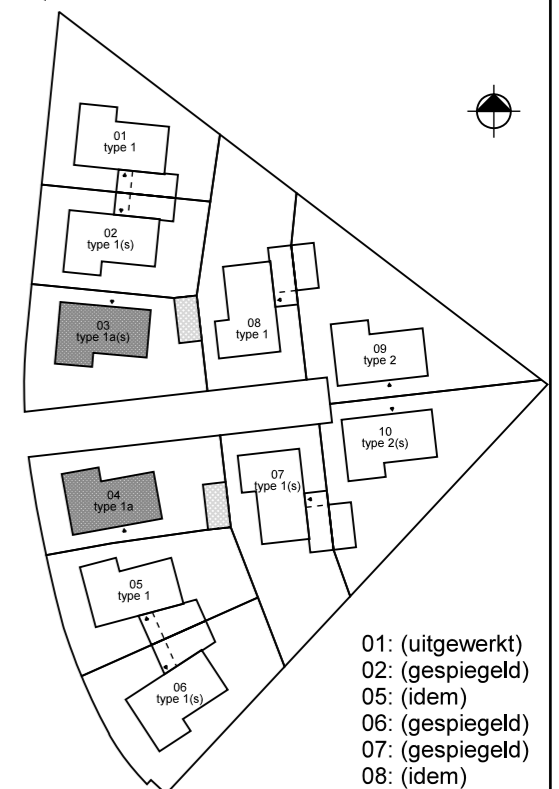 01
type 1
02
type 1(s)
03
type 1a(s)
08
type 1
09
type 2
10
type 2(s)
07
type 1(s)
04
type 1a
05
type 1
06
type 1(s)
01: (uitgewerkt)
02: (gespiegeld)
05: (idem)
06: (gespiegeld)
07: (gespiegeld)
08: (idem)